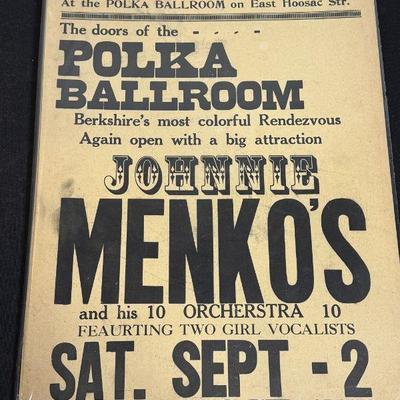 At the POLKA BALLROOM on East Hoosac Str.
The doors of the - - - -
POLKA
BALLROOM
Berkshire's most colorful Rendezvous
Again open with a big attraction
JOHNNIE
MENKO'S
and his 10 ORCHERSTRA 10
FEAURTING TWO GIRL VOCALISTS
SAT. SEPT - 2